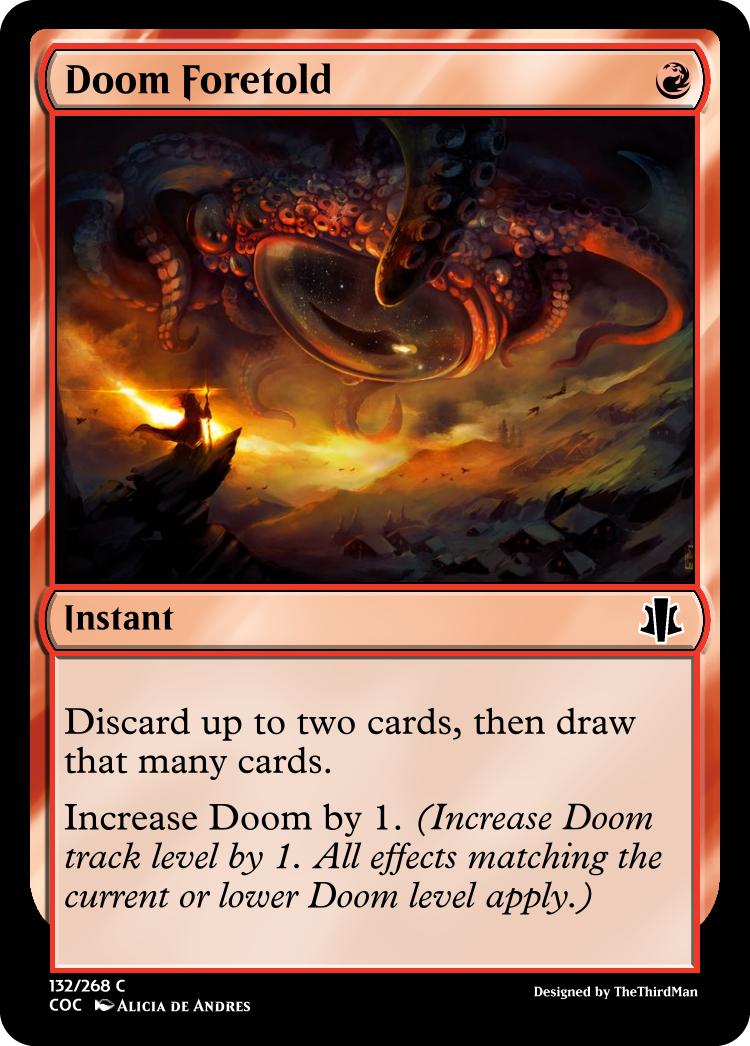 Doom Foretold
Instant
Discard up to two cards, then draw
that many cards.
Increase Doom by 1. (Increase Doom
track level by 1. All effects matching the
current or lower Doom level apply.)
132/268 C
COC ALICIA DE ANDRES
Designed by TheThirdMan